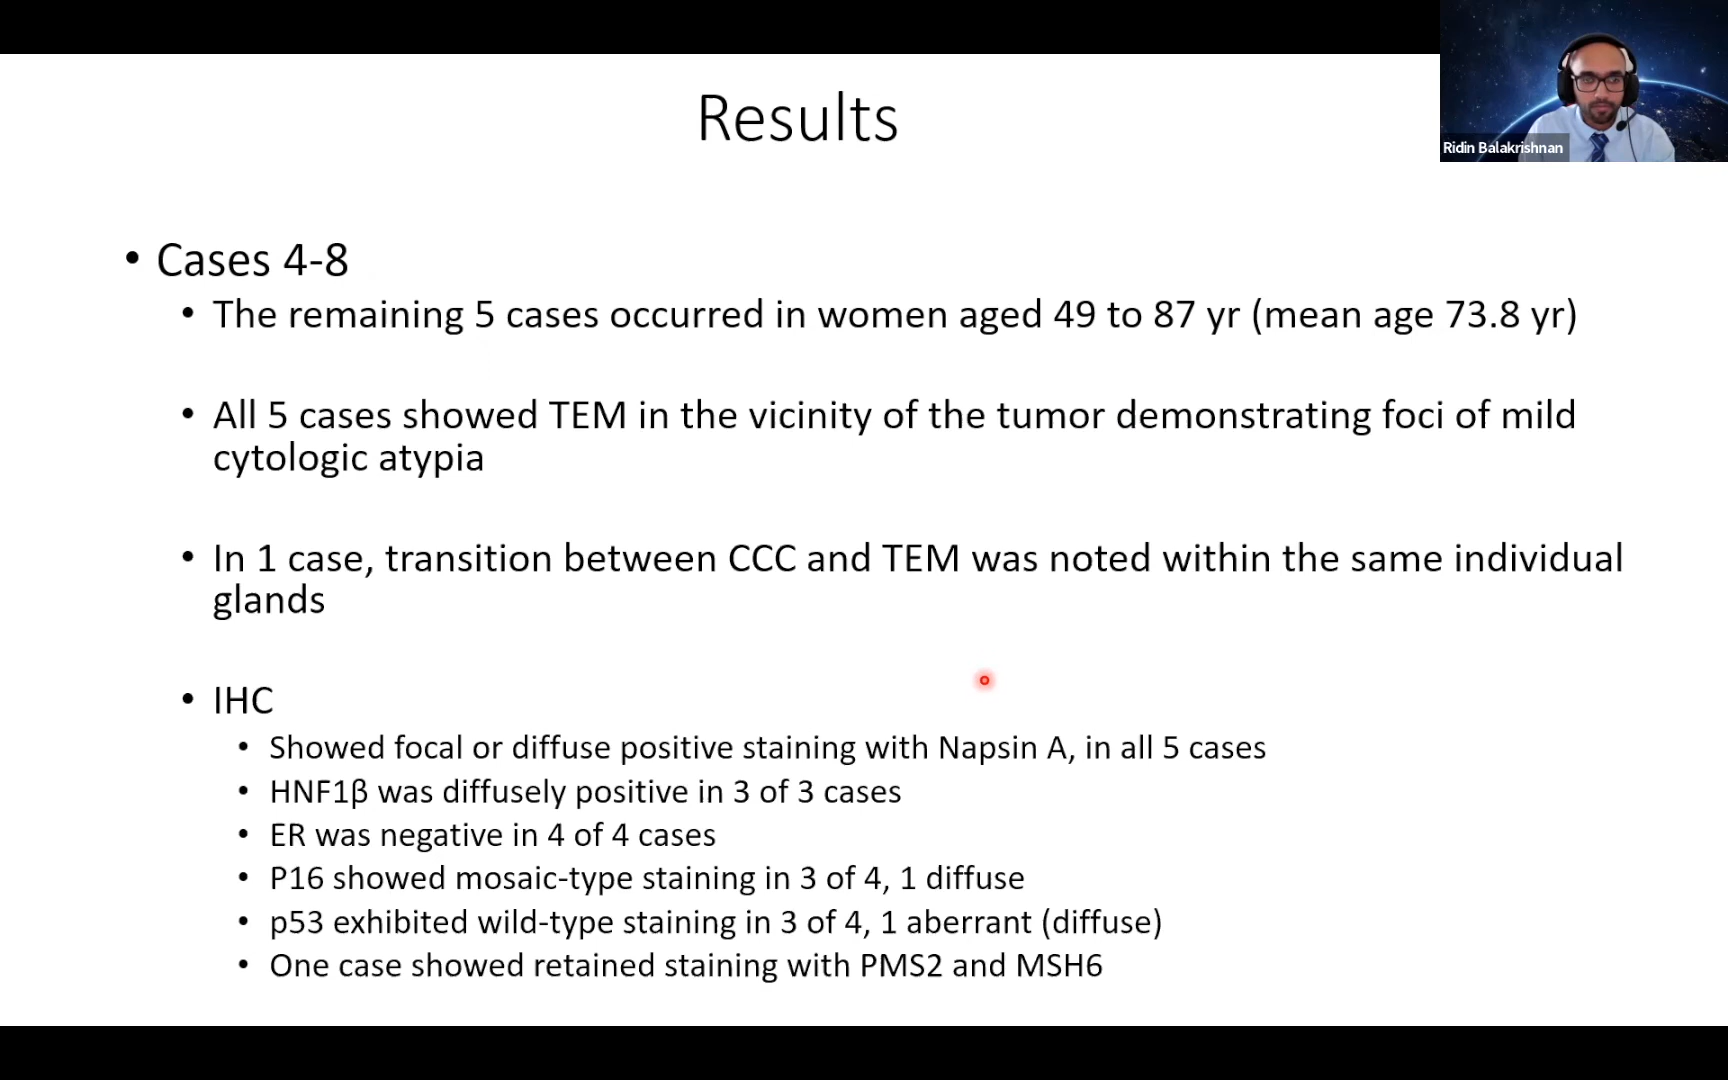 Results
Ridin Balakrishnan
• Cases 4-8
• The remaining 5 cases occurred in women aged 49 to 87 yr (mean age 73.8 yr)
• All 5 cases showed TEM in the vicinity of the tumor demonstrating foci of mild
cytologic atypia
• In 1 case, transition between CCC and TEM was noted within the same individual
glands
• IHC
• Showed focal or diffuse positive staining with Napsin A, in all 5 cases
• HNF1β was diffusely positive in 3 of 3 cases
• ER was negative in 4 of 4 cases
• P16 showed mosaic-type staining in 3 of 4, 1 diffuse
• p53 exhibited wild-type staining in 3 of 4, 1 aberrant (diffuse)
• One case showed retained staining with PMS2 and MSH6